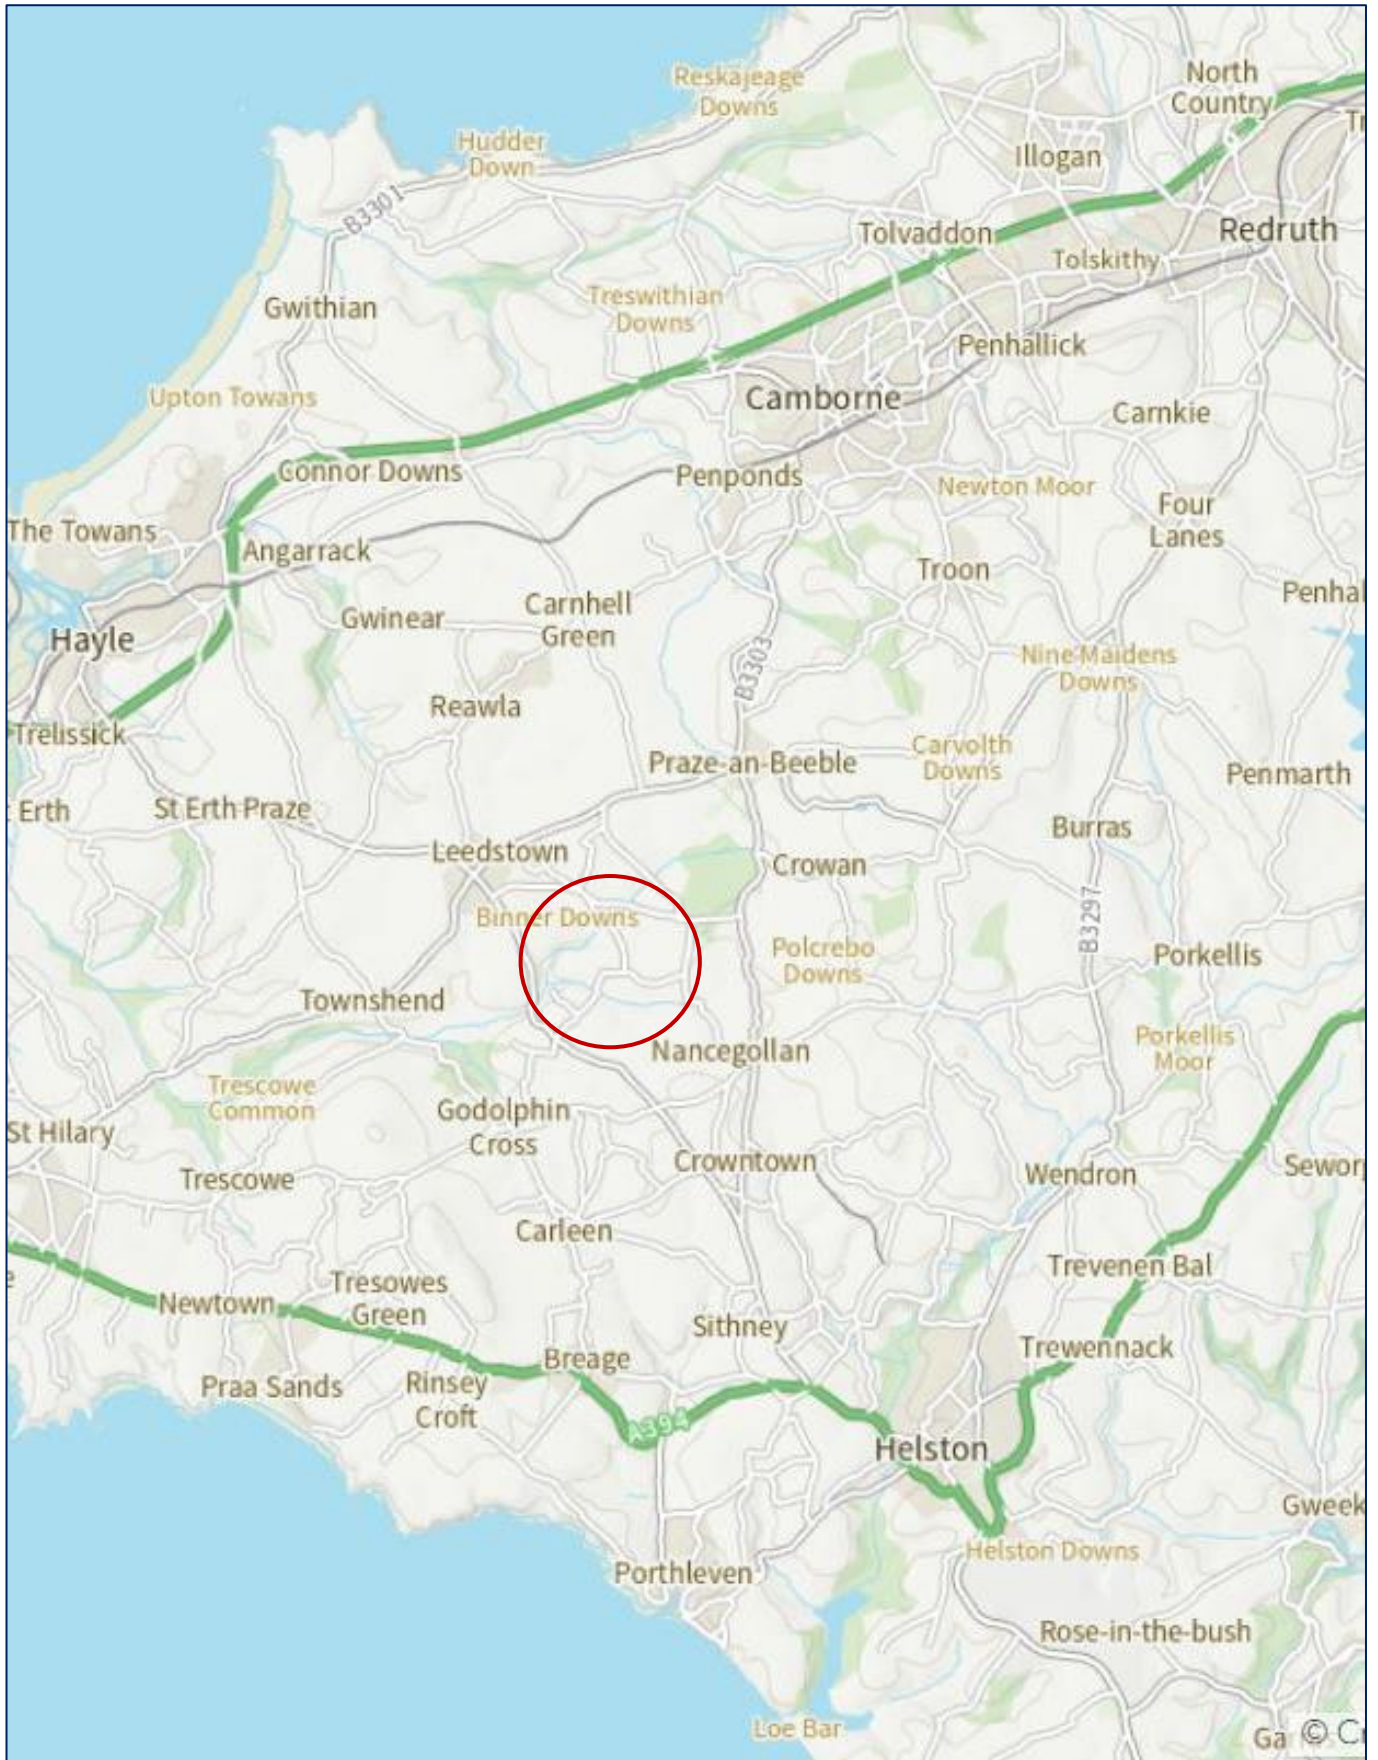 Reskajeage
Downs
North
Country
Tr
Hudder
Down
Illogan
B3301
Tolvaddon
Redruth
Tolskithy
Gwithian
Treswithian
Downs
Penhallick
Upton Towans
Camborne
Carnkie
Connor Downs
Penponds
Newton Moor
Four
Lanes
The Towans
Angarrack
Troon
Penhal
Carnhell
Green
Gwinear
Hayle
B3303
Nine Maidens
Downs
Reawla
Trelissick
Praze-an-Beeble
Carvolth
Downs
Penmarth
Erth
St Erth Praze
Burras
Leedstown
Crowan
Binner Downs
B3297
Polcrebo
Downs
Porkellis
Townshend
Nancegollan
Porkellis
Moor
Trescowe
Common
Godolphin
Cross
St Hilary
Crowntown
Wendron
Sewor
Trescowe
Carleen
Trevenen Bal
e
Tresowes
Green
Newtown
Sithney
Trewennack
Breage
Praa Sands
Rinsey
Croft
A394
Helston
Gweek
Helston Downs
Porthleven
Rose-in-the-bush
Loe Bar
Ga
© C